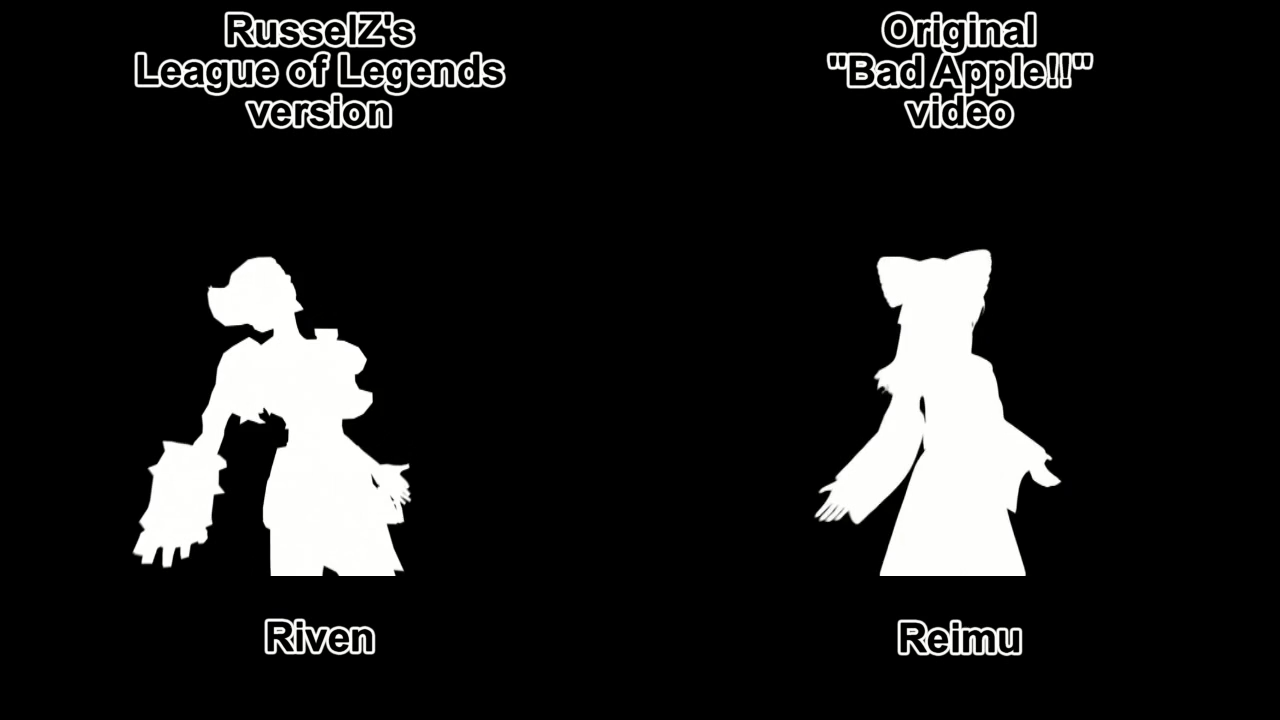 RusselZ's
League of Legends
version
Original
"Bad Apple!!"
video
Riven
Reimu